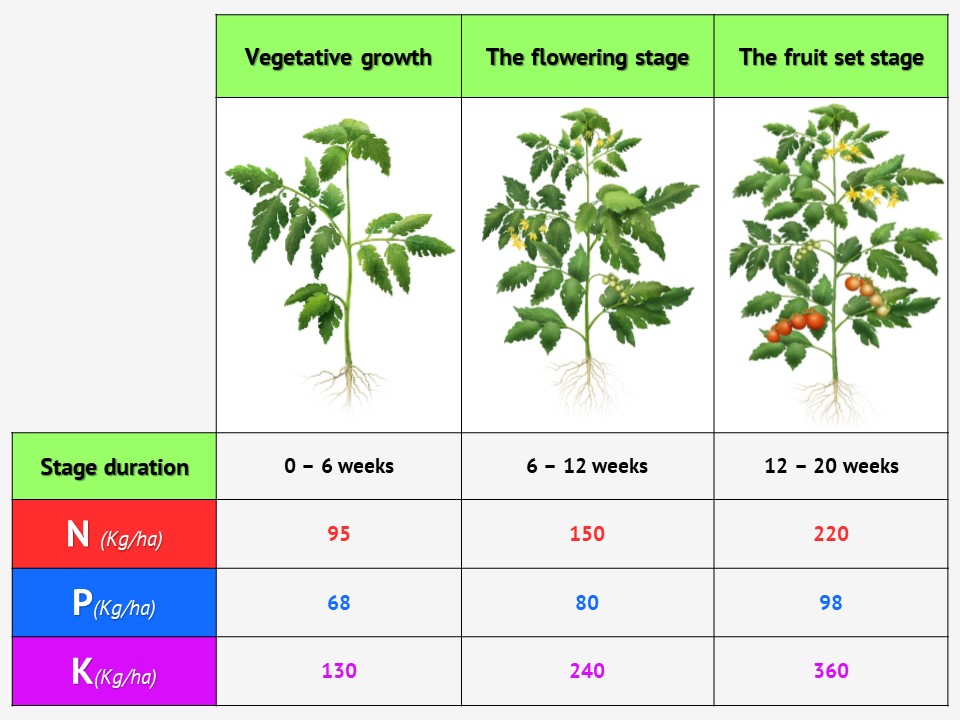 Vegetative growth The flowering stage The fruit set stage
Stage duration 0 – 6 weeks 6 – 12 weeks 12 – 20 weeks
N (Kg/ha) 95 150 220
P(Kg/ha) 68 80 98
K(Kg/ha) 130 240 360